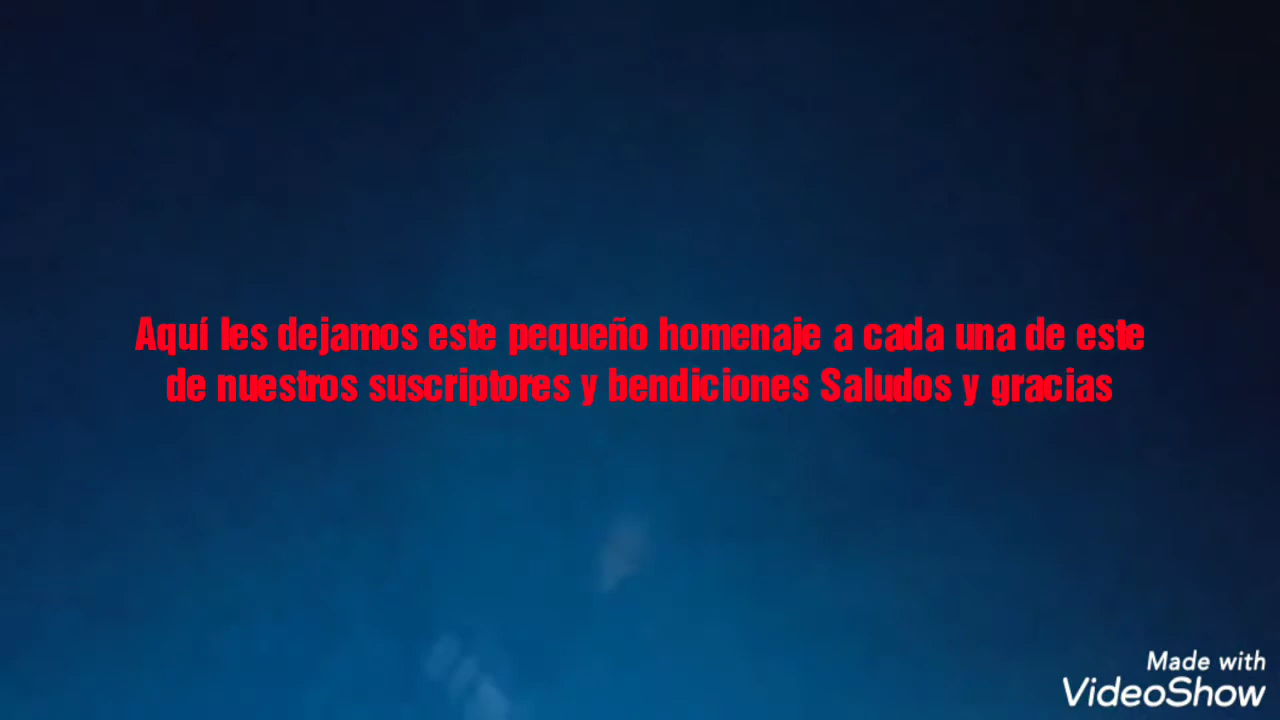 Aquí les dejamos este pequeño homenaje a cada una de este
de nuestros suscriptores y bendiciones Saludos y gracias
Made with
VideoShow